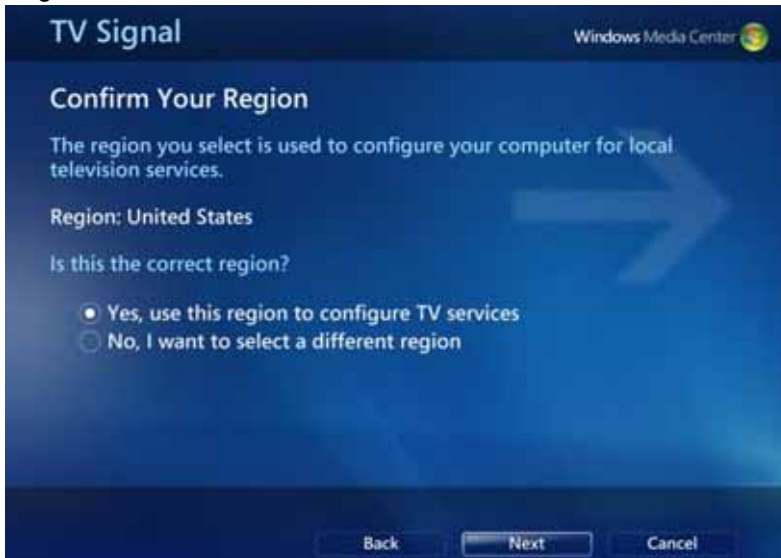 TV Signal
Windows Media Center
Confirm Your Region
The region you select is used to configure your computer for local
television services.
Region: United States
Is this the correct region?
Yes, use this region to configure TV services
No, I want to select a different region
Back Next Cancel